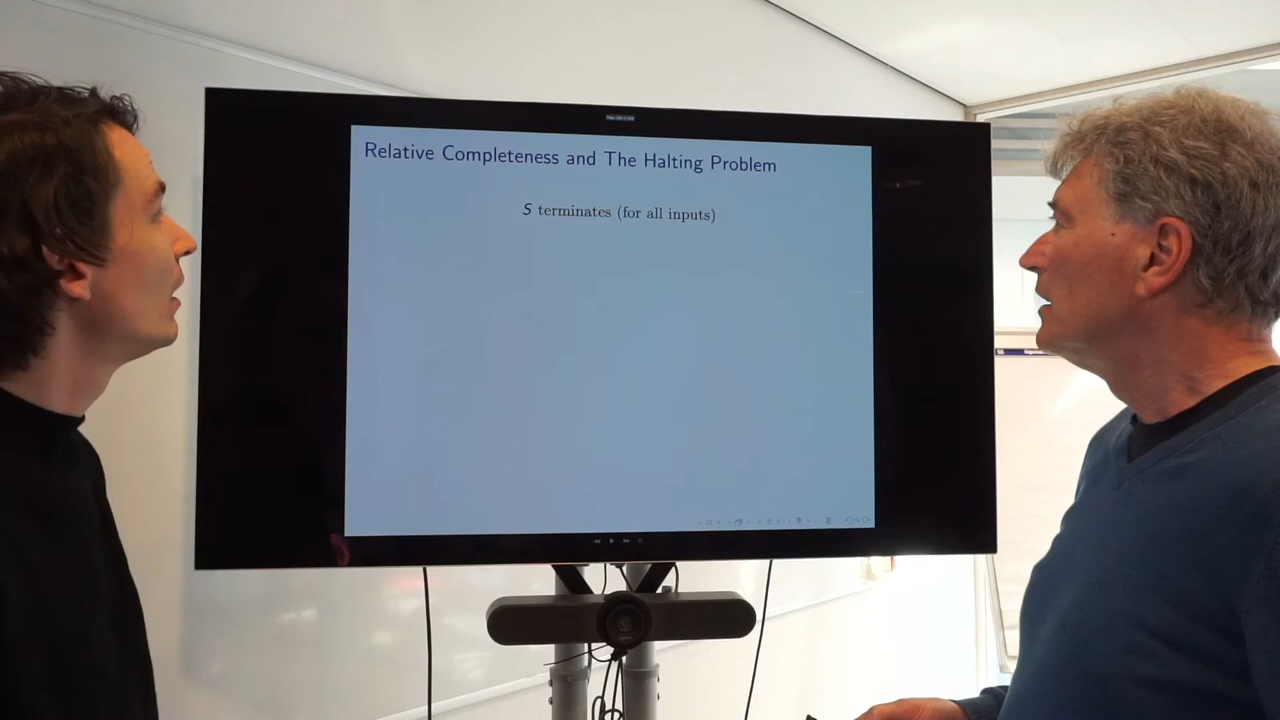 Relative Completeness and The Halting Problem
S terminates (for all inputs)